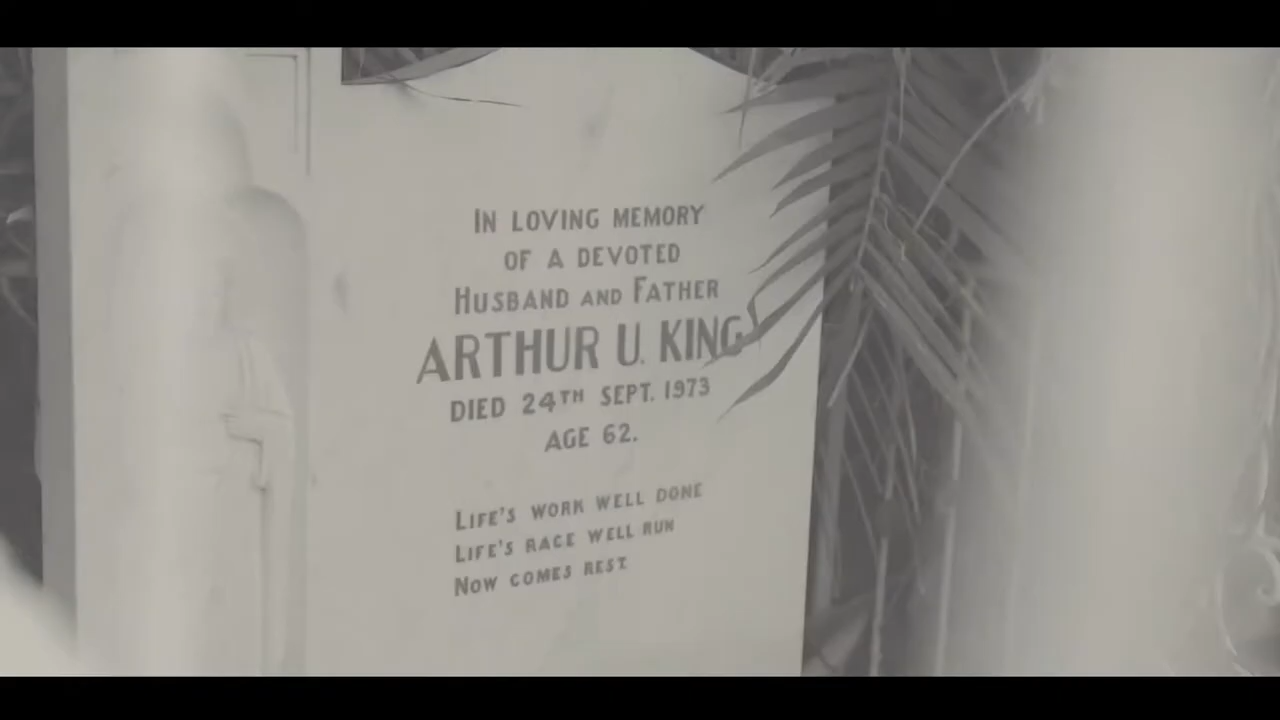 IN LOVING MEMORY
OF A DEVOTED
HUSBAND AND FATHER
ARTHUR U. KING
DIED 24TH SEPT. 1973
AGE 62.
LIFE'S WORK WELL DONE
LIFE'S RACE WELL RUN
NOW COMES REST.